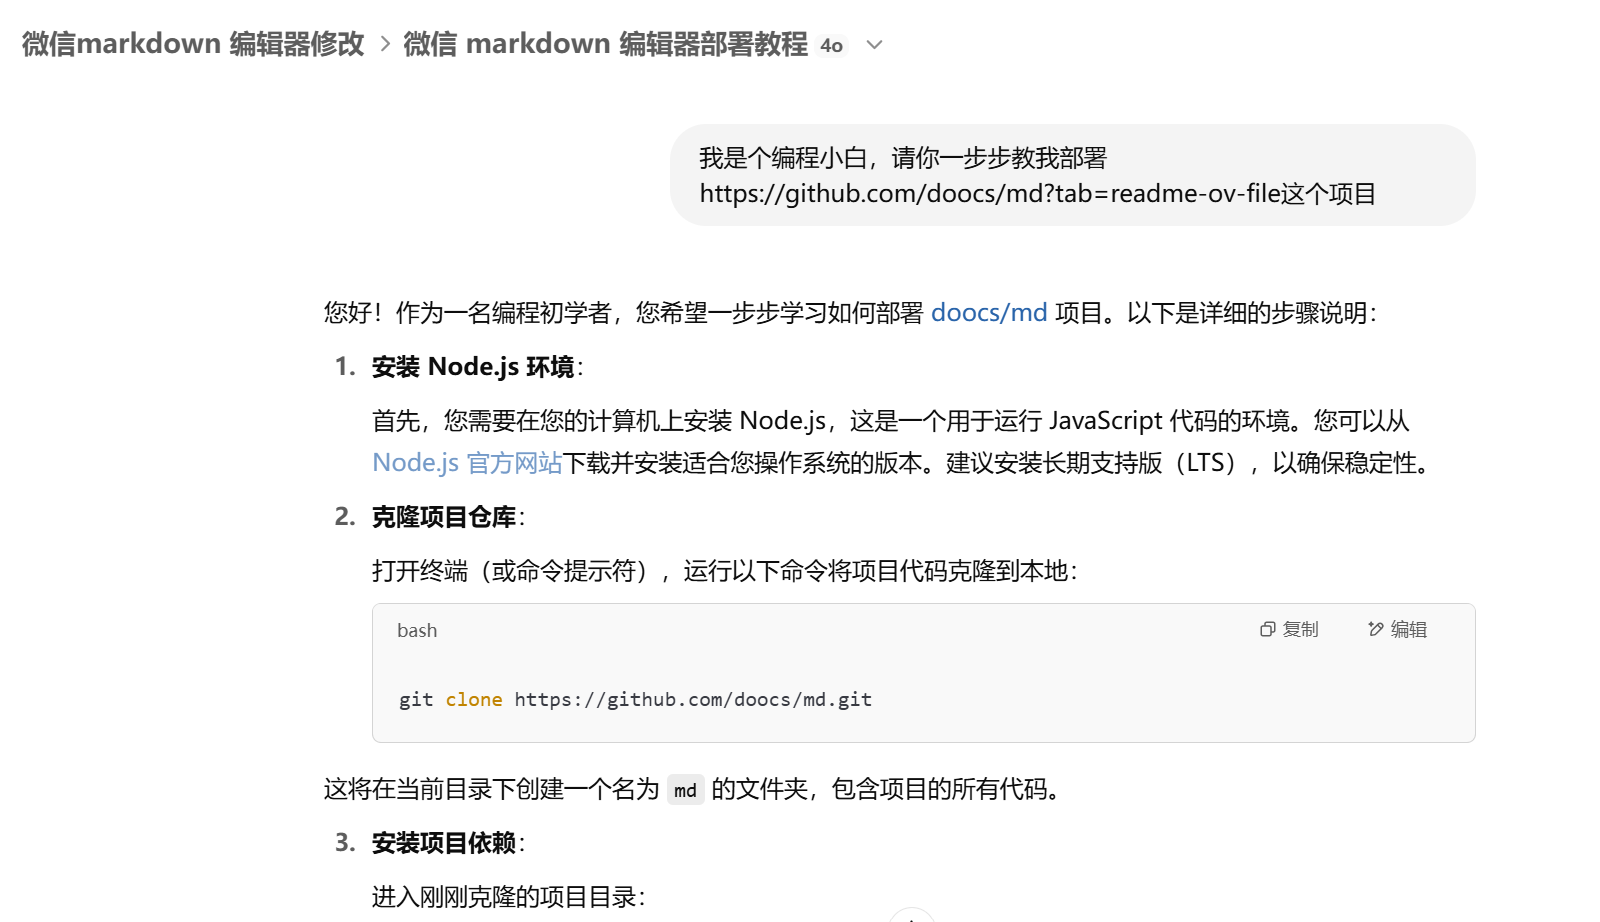 微信markdown 编辑器修改 > 微信 markdown 编辑器部署教程 4o
我是个编程小白，请你一步步教我部署
https://github.com/doocs/md?tab=readme-ov-file这个项目
您好！作为一名编程初学者，您希望一步步学习如何部署 doocs/md 项目。以下是详细的步骤说明：
1. 安装 Node.js 环境：
首先，您需要在您的计算机上安装 Node.js，这是一个用于运行 JavaScript 代码的环境。您可以从
Node.js 官方网站下载并安装适合您操作系统的版本。建议安装长期支持版（LTS），以确保稳定性。
2. 克隆项目仓库：
打开终端（或命令提示符），运行以下命令将项目代码克隆到本地：
bash 复制 编辑
git clone https://github.com/doocs/md.git
这将在当前目录下创建一个名为 md 的文件夹，包含项目的所有代码。
3. 安装项目依赖：
进入刚刚克隆的项目目录：